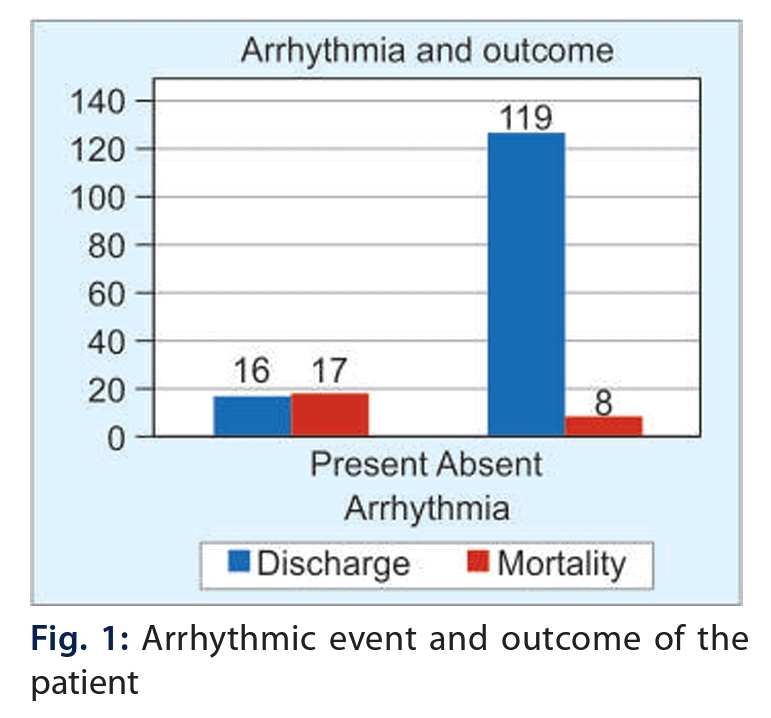 Arrhythmia and outcome
140
120
100
80
60
40
20
0
119
16 17
8
Present Absent
Arrhythmia
Discharge Mortality
Fig. 1: Arrhythmic event and outcome of the
patient